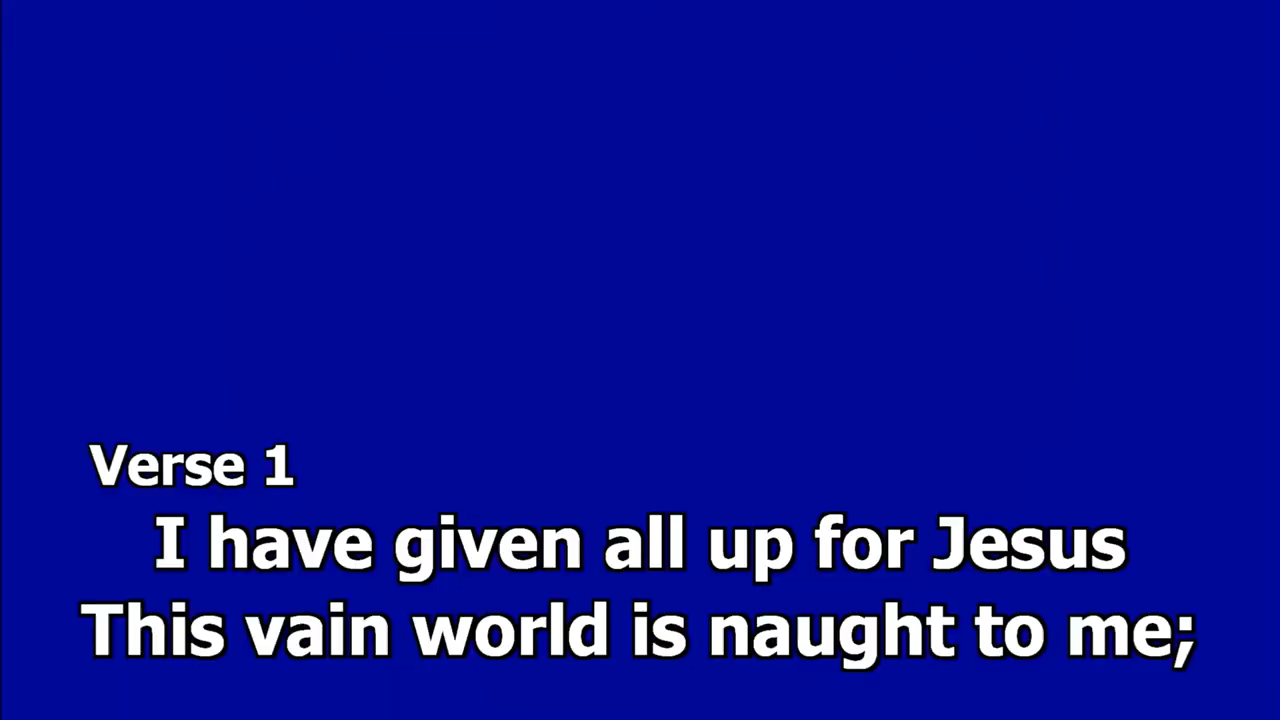 Verse 1
I have given all up for Jesus
This vain world is naught to me;